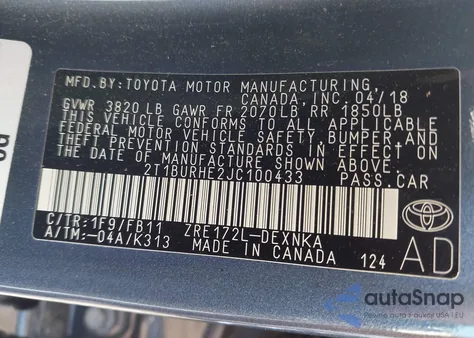 MFD.BY: TOYOTA MOTOR MANUFACTURING,
CANADA, INC. 04/18
GVWR 3820 LB GAWR FR 2070 LB RR 1850LB
THIS VEHICLE CONFORMS TO ALL APPLICABLE
FEDERAL MOTOR VEHICLE SAFETY, BUMPER, AND
THEFT PREVENTION STANDARDS IN EFFECT ON
THE DATE OF MANUFACTURE SHOWN ABOVE.
2T1BURHE2JC100433 PASS.CAR
C/TR:1F9/FB11 ZRE172L-DEXNKA
A/TM:-04A/K313 MADE IN CANADA 124
TOYOTA
AD
autoSnap